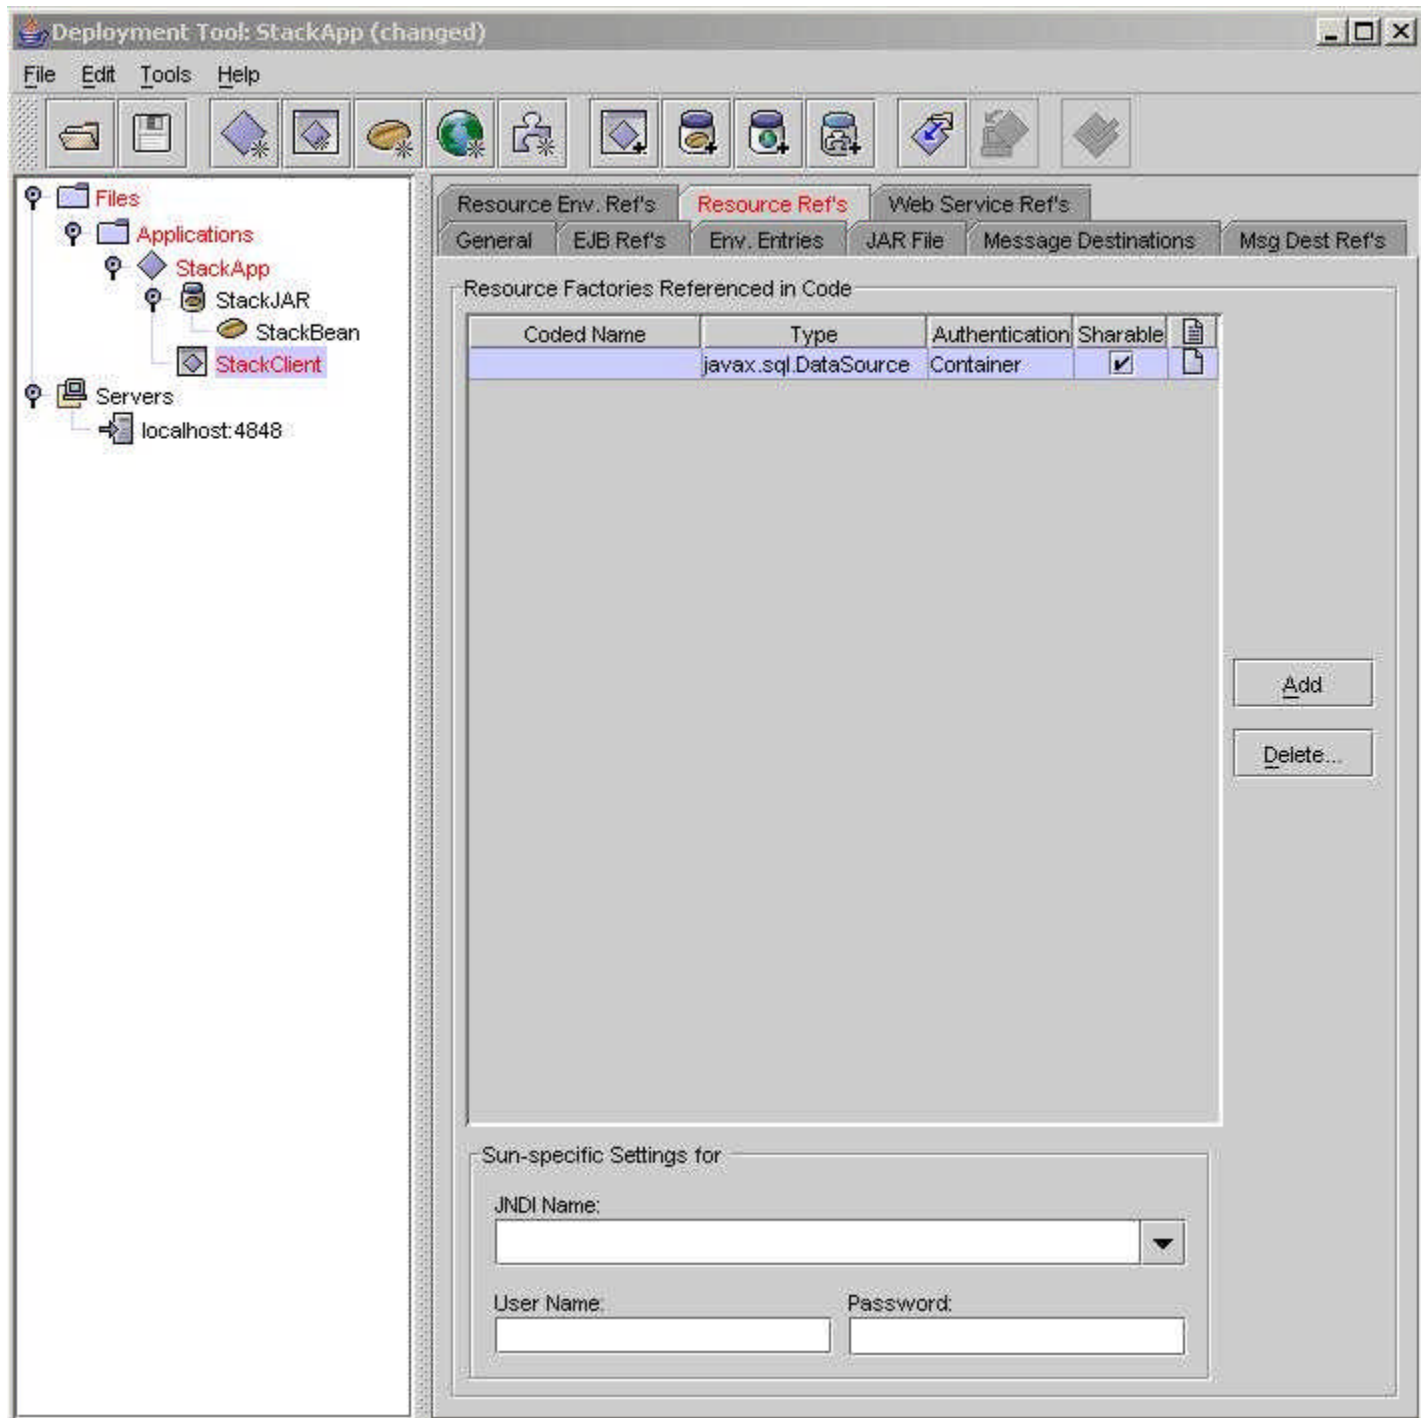 Deployment Tool: StackApp (changed)
File Edit Tools Help
Files
Applications
StackApp
StackJAR
StackBean
StackClient
Servers
localhost:4848
Resource Env. Ref's Resource Ref's Web Service Ref's
General EJB Ref's Env. Entries JAR File Message Destinations Msg Dest Ref's
Resource Factories Referenced in Code
Coded Name Type Authentication Sharable
javax.sql.DataSource Container
Add
Delete...
Sun-specific Settings for
JNDI Name:
User Name: Password: